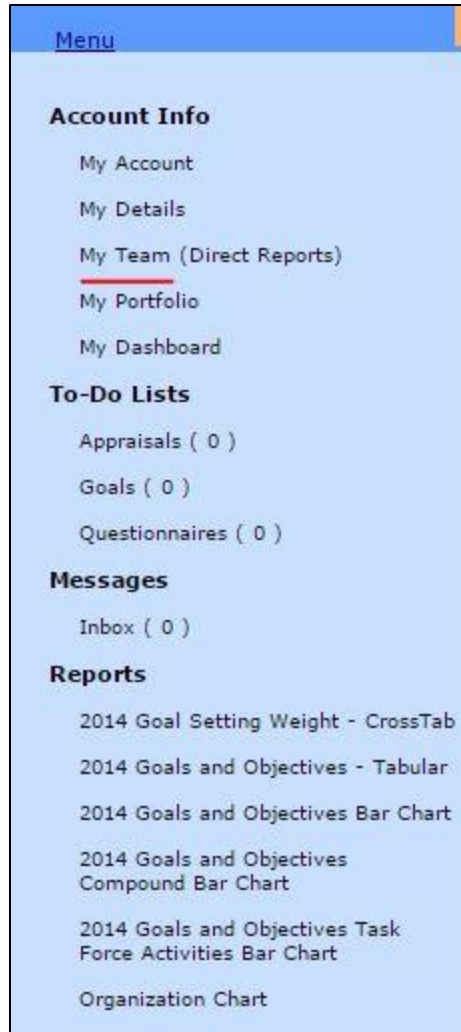 Menu
Account Info
My Account
My Details
My Team (Direct Reports)
My Portfolio
My Dashboard
To-Do Lists
Appraisals ( 0 )
Goals ( 0 )
Questionnaires ( 0 )
Messages
Inbox ( 0 )
Reports
2014 Goal Setting Weight - CrossTab
2014 Goals and Objectives - Tabular
2014 Goals and Objectives Bar Chart
2014 Goals and Objectives
Compound Bar Chart
2014 Goals and Objectives Task
Force Activities Bar Chart
Organization Chart